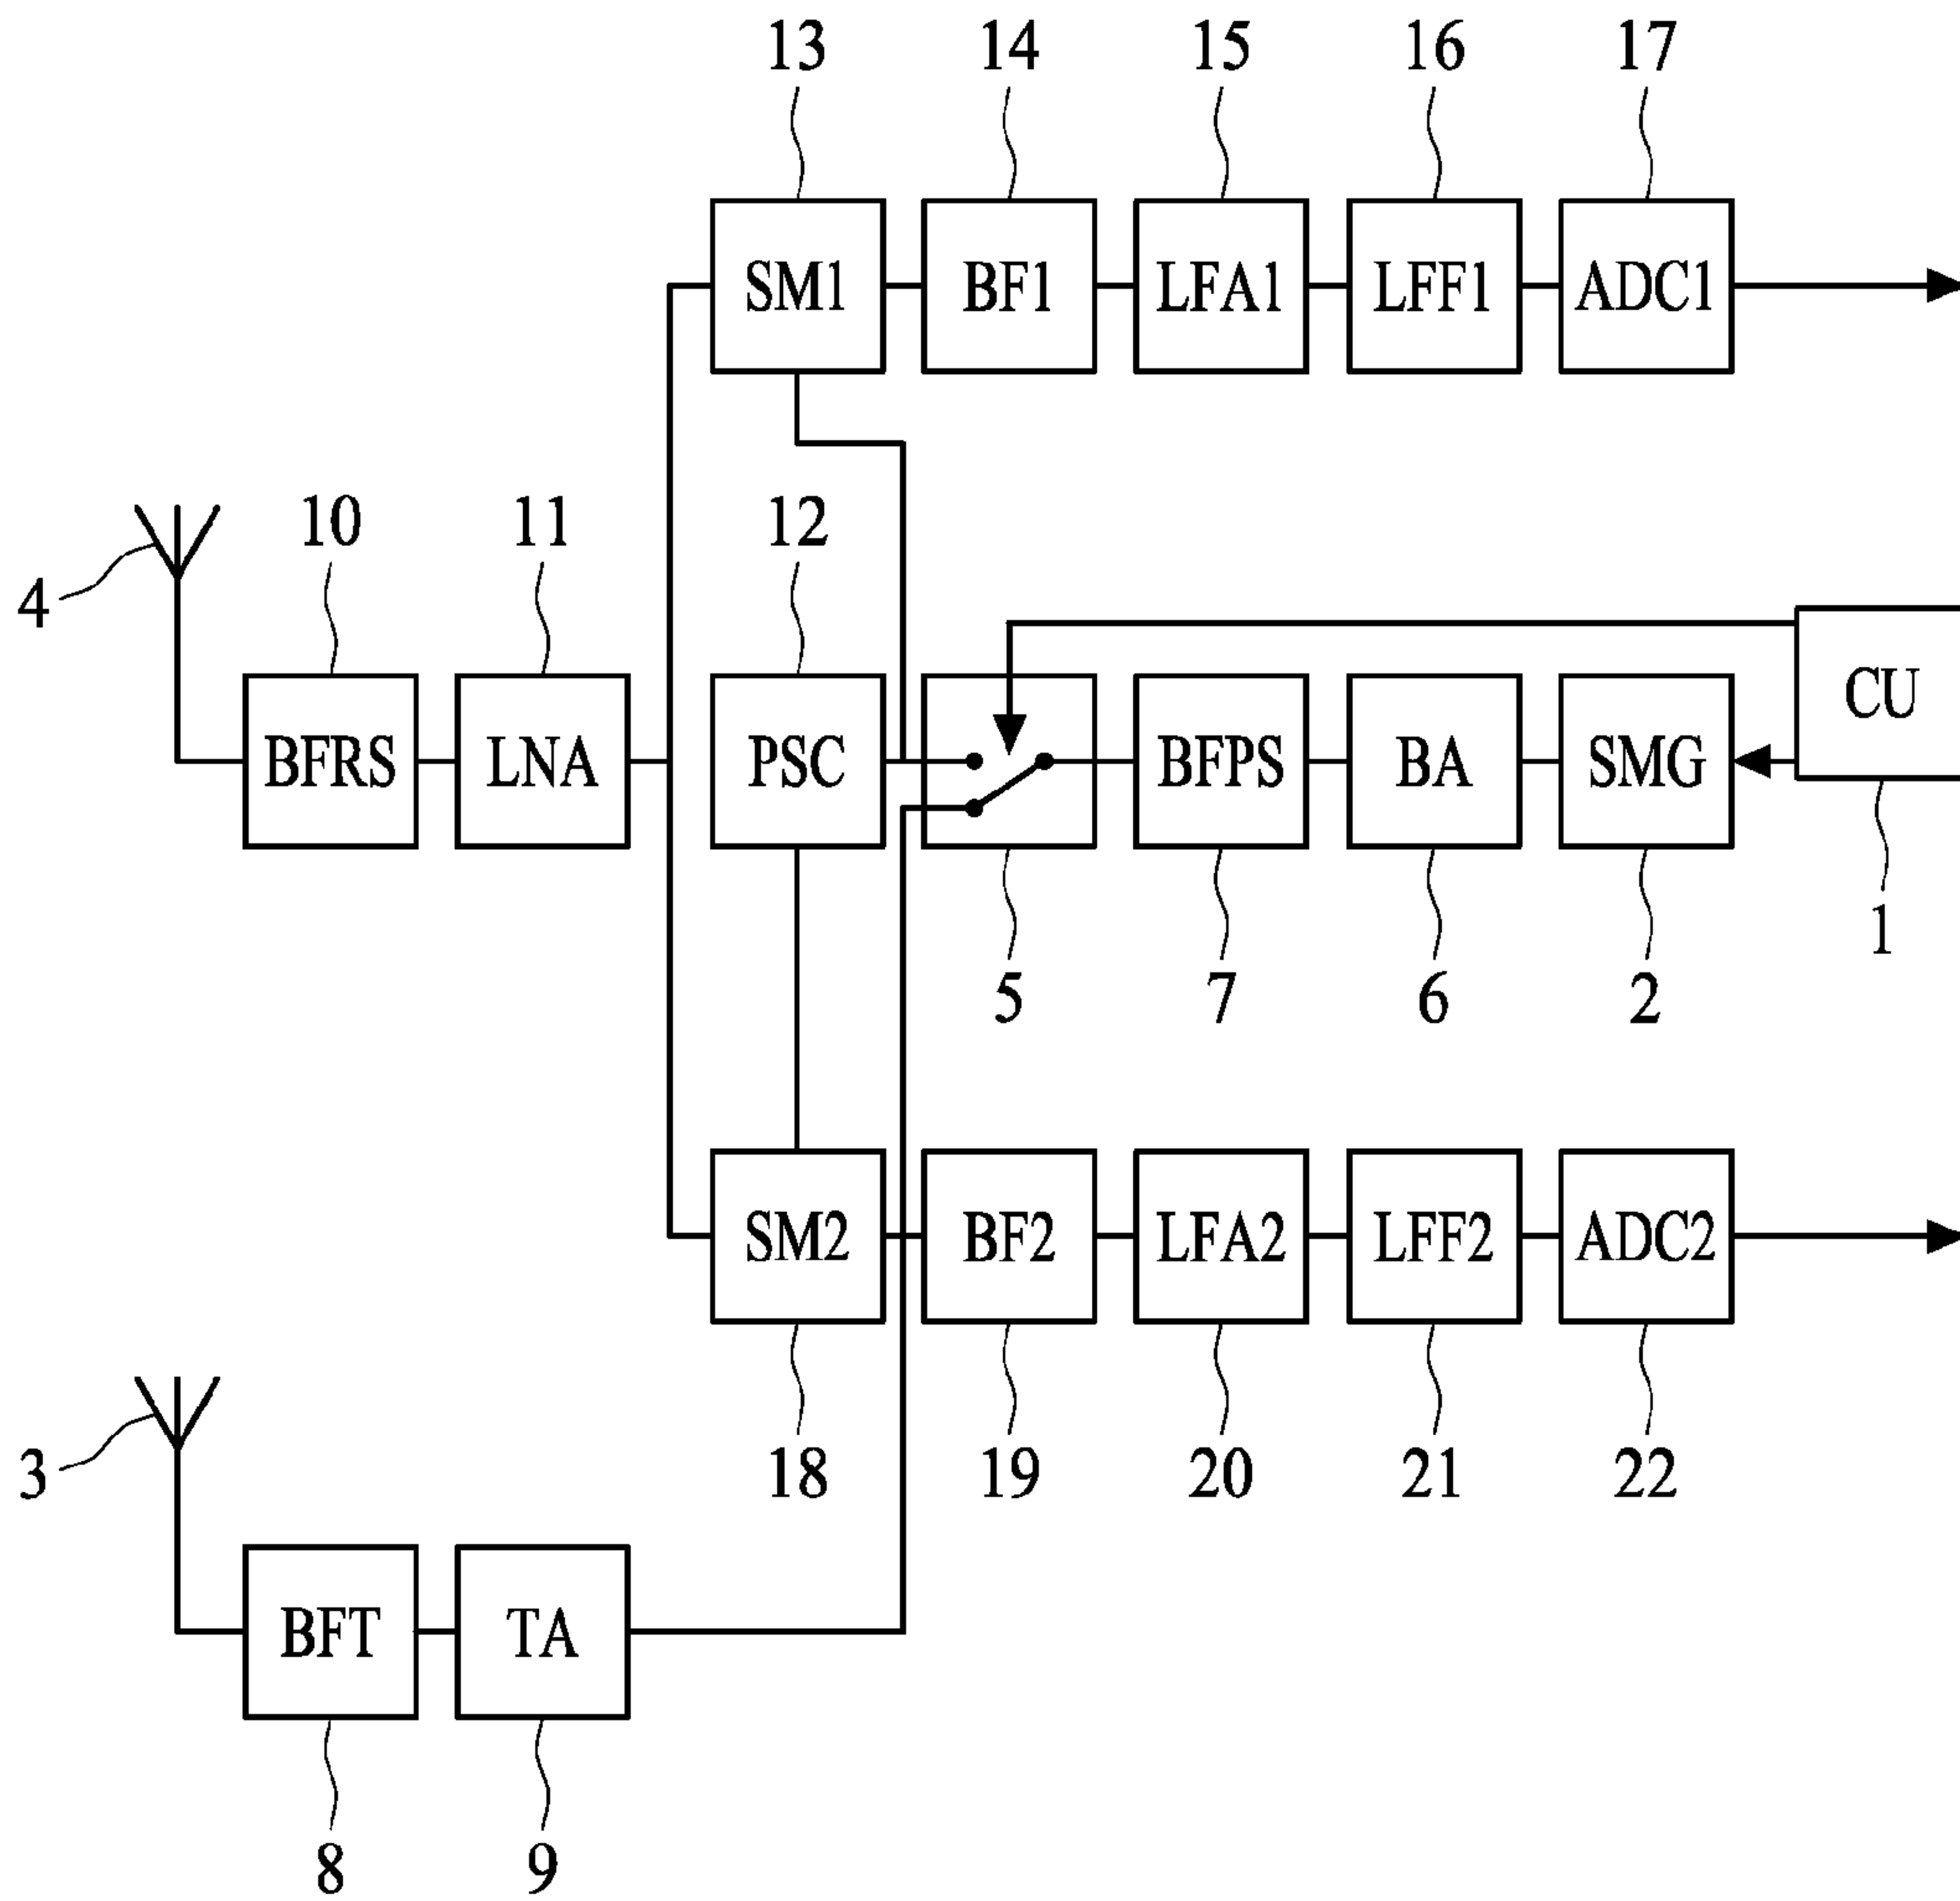 13 14 15 16 17
SM1 BF1 LFA1 LFF1 ADC1
10 11 12
4
CU
BFRS LNA PSC BFPS BA SMG
1
5 7 6 2
SM2 BF2 LFA2 LFF2 ADC2
3 18 19 20 21 22
BFT TA
8 9